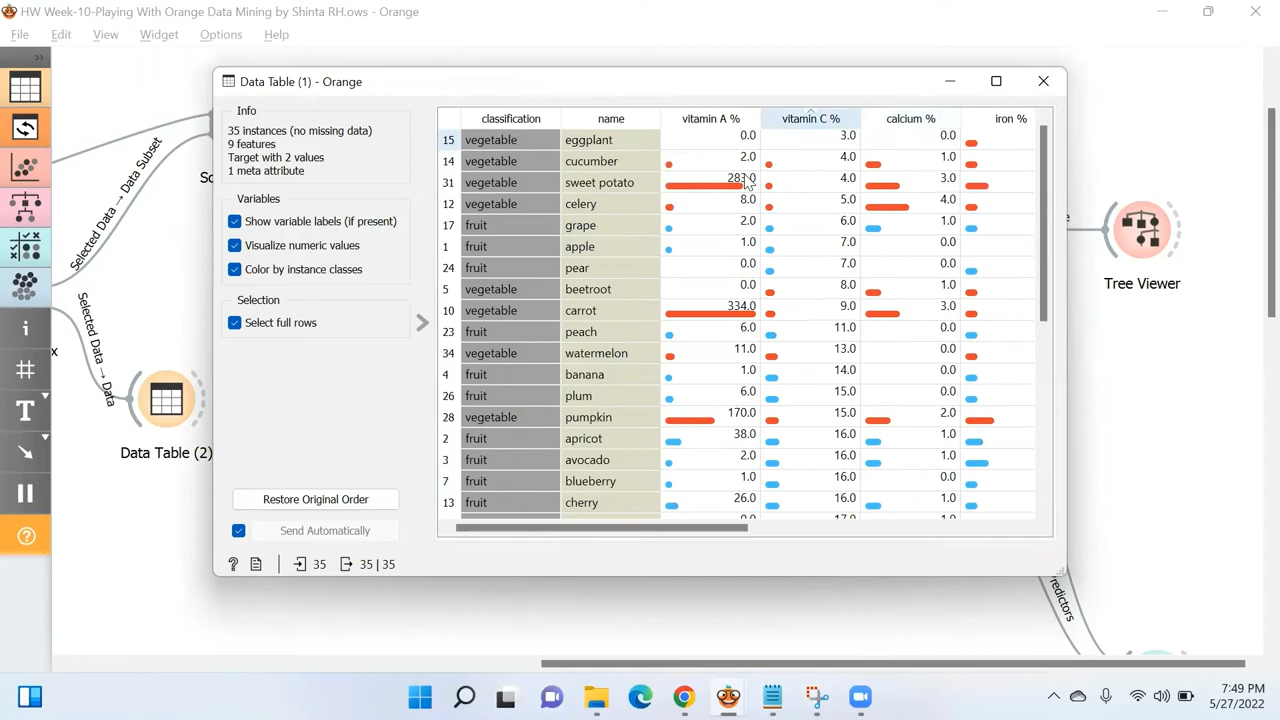 HW Week-10-Playing With Orange Data Mining by Shinta RH.ows - Orange
File Edit View Widget Options Help
Data Table (1) - Orange
Info
35 instances (no missing data)
9 features
Target with 2 values
1 meta attribute
Variables
Show variable labels (if present)
Visualize numeric values
Color by instance classes
Selection
Select full rows
Restore Original Order
Send Automatically
35
35 | 35
classification name vitamin A % vitamin C % calcium % iron %
15 vegetable eggplant 0.0 3.0 0.0
14 vegetable cucumber 2.0 4.0 1.0
31 vegetable sweet potato 283.0 4.0 3.0
12 vegetable celery 8.0 5.0 4.0
17 fruit grape 2.0 6.0 1.0
1 fruit apple 1.0 7.0 0.0
24 fruit pear 0.0 7.0 0.0
5 vegetable beetroot 0.0 8.0 1.0
10 vegetable carrot 334.0 9.0 3.0
23 fruit peach 6.0 11.0 0.0
34 vegetable watermelon 11.0 13.0 0.0
4 fruit banana 1.0 14.0 0.0
26 fruit plum 6.0 15.0 0.0
28 vegetable pumpkin 170.0 15.0 2.0
2 fruit apricot 38.0 16.0 1.0
3 fruit avocado 2.0 16.0 1.0
7 fruit blueberry 1.0 16.0 0.0
13 fruit cherry 26.0 16.0 1.0
Selected Data → Data Subset
Selected Data → Data
Data Table (2)
Tree Viewer
7:49 PM
5/27/2022